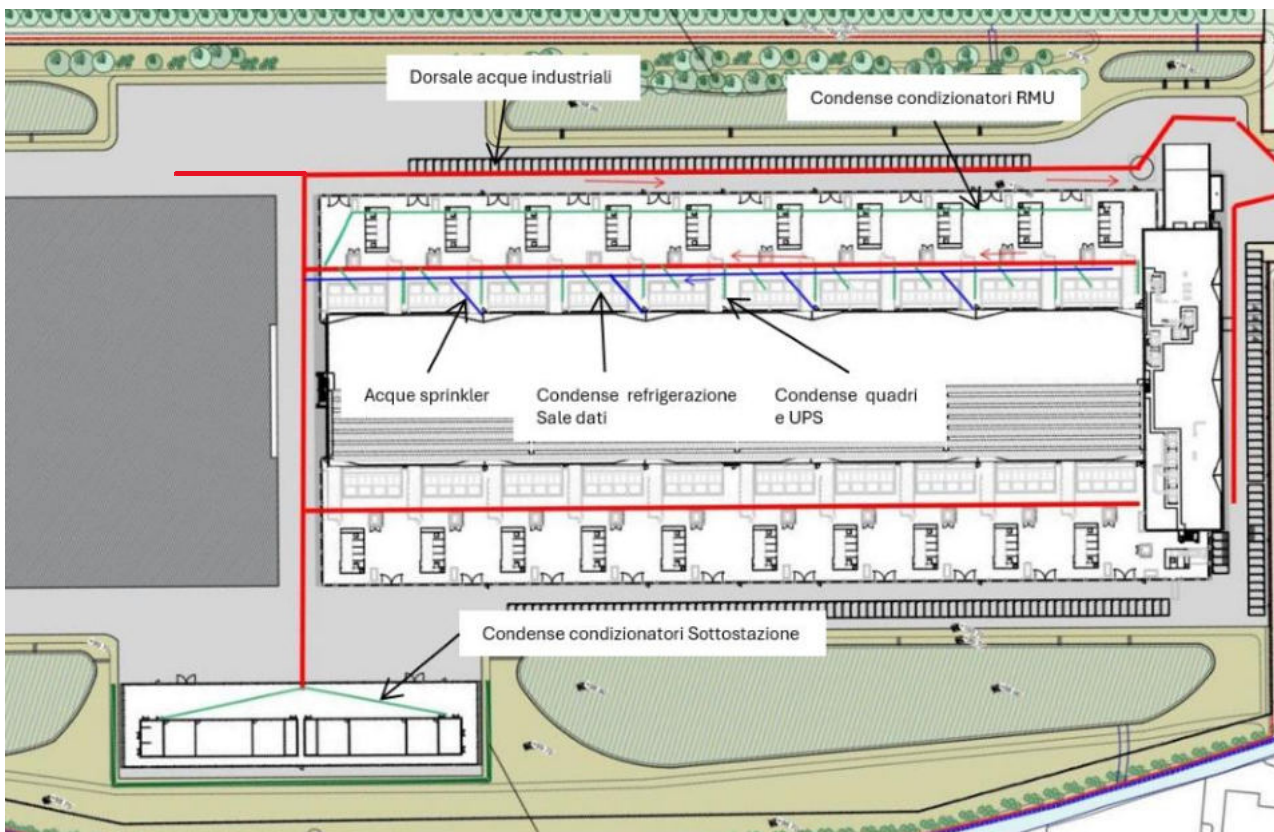 Dorsale acque industriali
Condense condizionatori RMU
Acque sprinkler
Condense refrigerazione
Sale dati
Condense quadri
e UPS
Condense condizionatori Sottostazione